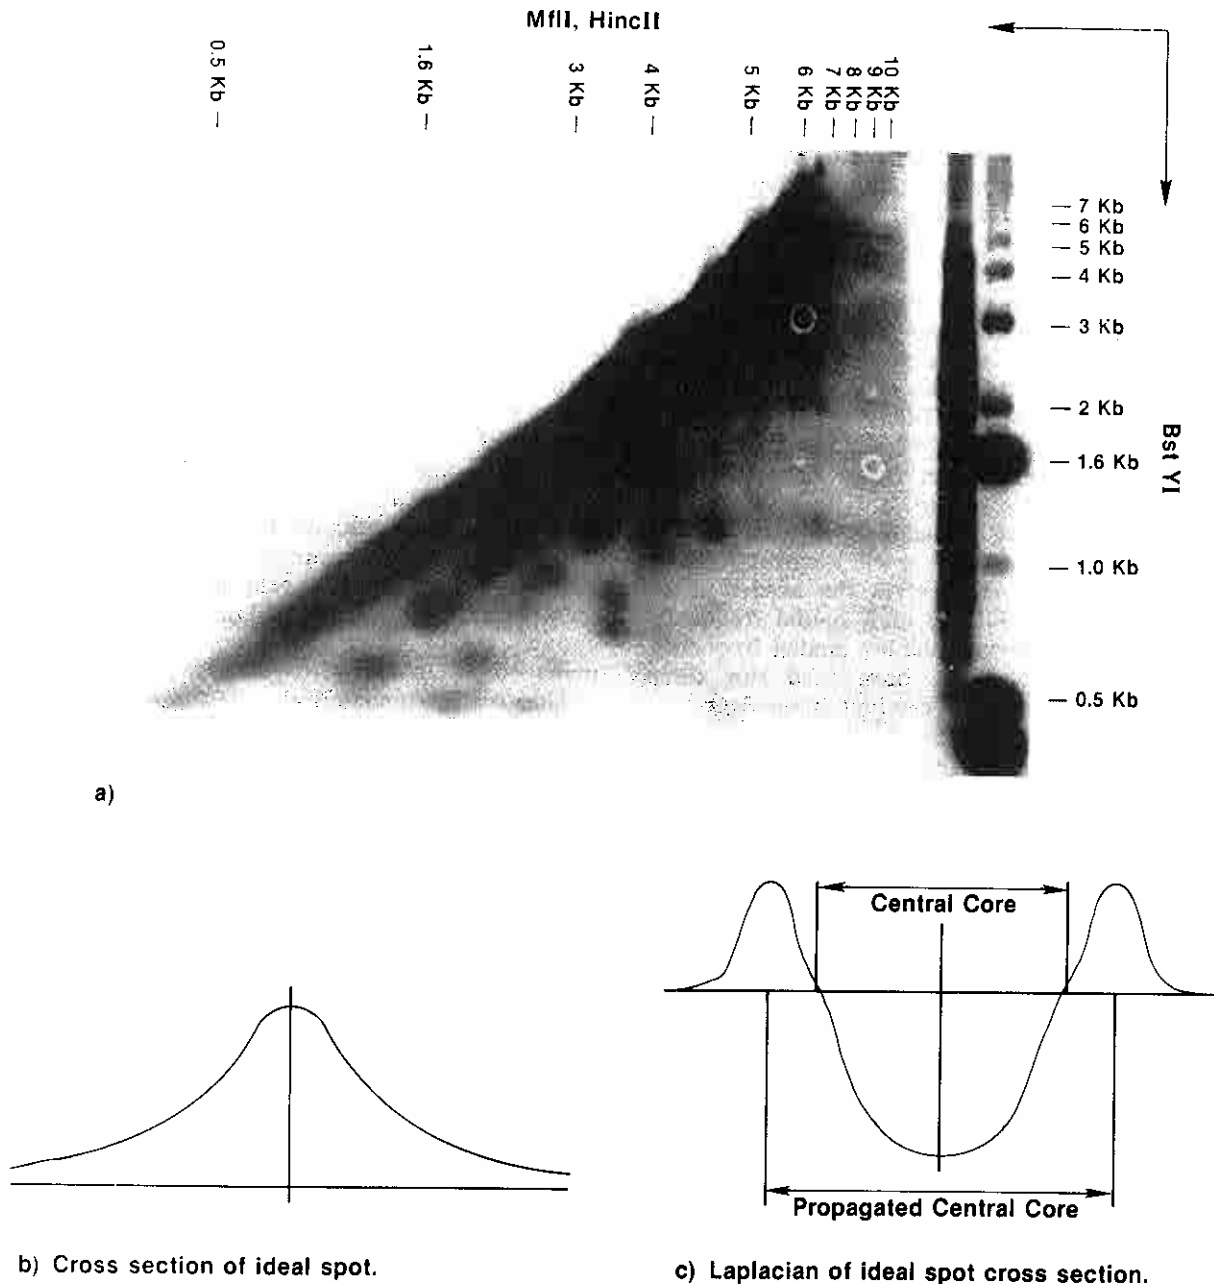 MflI, HincII
0.5 Kb —
1.6 Kb —
3 Kb —
4 Kb —
5 Kb —
6 Kb —
7 Kb —
8 Kb —
9 Kb —
10 Kb —
— 7 Kb
— 6 Kb
— 5 Kb
— 4 Kb
— 3 Kb
— 2 Kb
— 1.6 Kb
— 1.0 Kb
— 0.5 Kb
Bst YI
a)
Central Core
Propagated Central Core
b) Cross section of ideal spot.
c) Laplacian of ideal spot cross section.